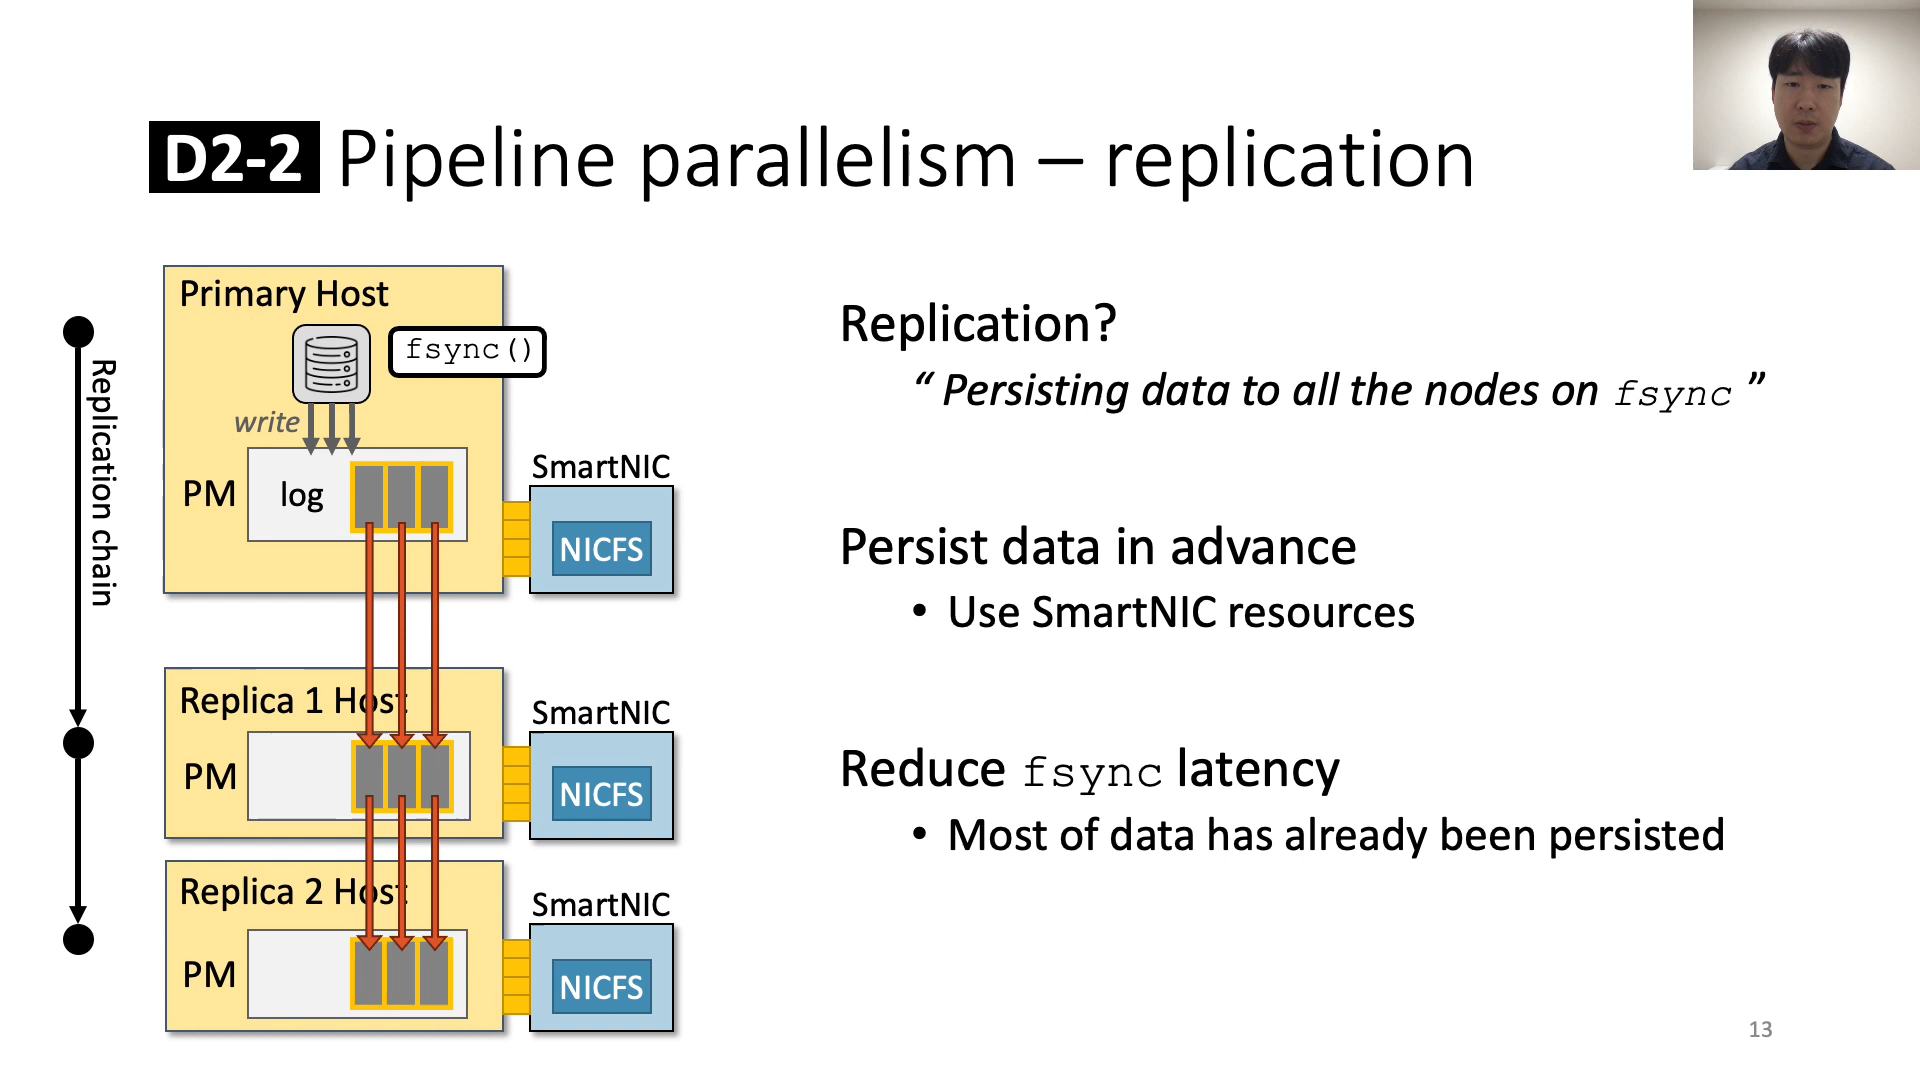 D2-2 Pipeline parallelism – replication
Primary Host
fsync()
write
PM
log
SmartNIC
NICFS
Replication chain
Replica 1 Host
PM
SmartNIC
NICFS
Replica 2 Host
PM
SmartNIC
NICFS
Replication?
“ Persisting data to all the nodes on fsync ”
Persist data in advance
• Use SmartNIC resources
Reduce fsync latency
• Most of data has already been persisted
13